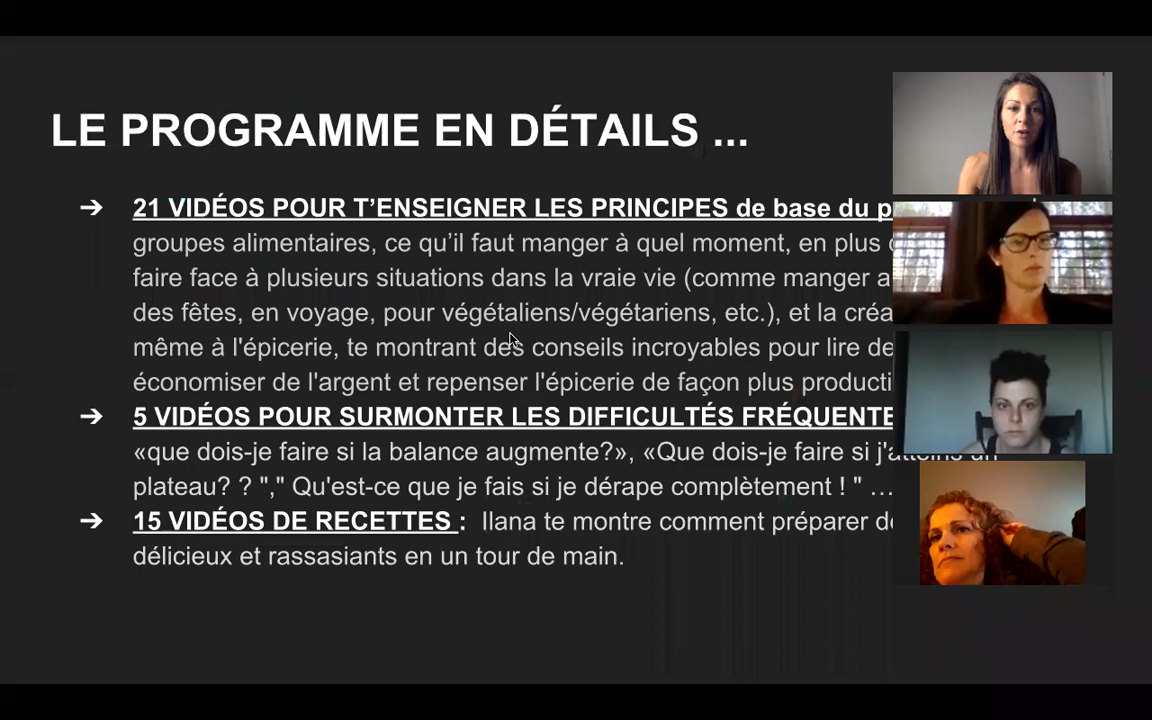 LE PROGRAMME EN DÉTAILS ...
➔ 21 VIDÉOS POUR T’ENSEIGNER LES PRINCIPES de base du
groupes alimentaires, ce qu’il faut manger à quel moment, en plus
faire face à plusieurs situations dans la vraie vie (comme manger
des fêtes, en voyage, pour végétaliens/végétariens, etc.), et la
même à l'épicerie, te montrant des conseils incroyables pour lire
économiser de l'argent et repenser l'épicerie de façon plus
➔ 5 VIDÉOS POUR SURMONTER LES DIFFICULTÉS
«que dois-je faire si la balance augmente?», «Que dois-je faire si j'atteins un
plateau? ? "," Qu'est-ce que je fais si je dérape complètement ! " …
➔ 15 VIDÉOS DE RECETTES : Ilana te montre comment préparer
délicieux et rassasiants en un tour de main.